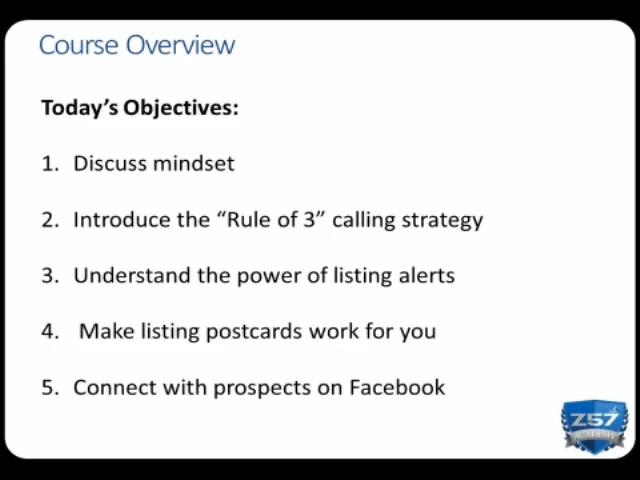 Course Overview
Today's Objectives:
1. Discuss mindset
2. Introduce the “Rule of 3” calling strategy
3. Understand the power of listing alerts
4. Make listing postcards work for you
5. Connect with prospects on Facebook
Z57
ACADEMY